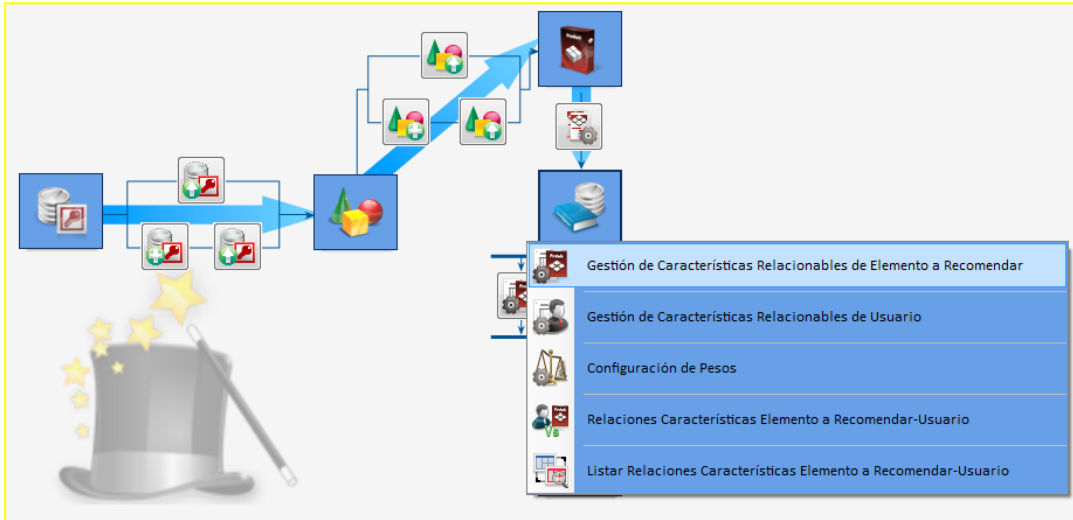 Gestión de Características Relacionables de Elemento a Recomendar
Gestión de Características Relacionables de Usuario
Configuración de Pesos
Relaciones Características Elemento a Recomendar-Usuario
Listar Relaciones Características Elemento a Recomendar-Usuario